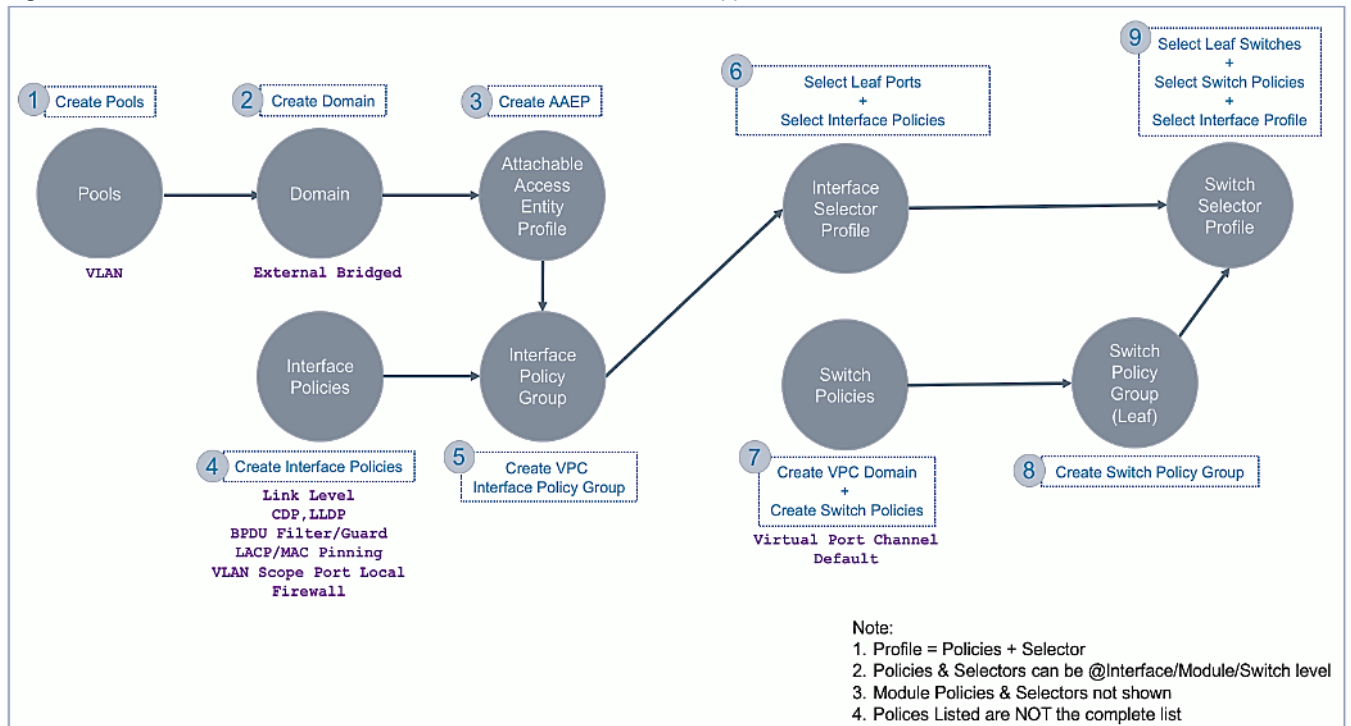 1
Create Pools
Pools
VLAN
2
Create Domain
Domain
External Bridged
3
Create AAEP
Attachable
Access
Entity
Profile
Interface
Policies
4
Create Interface Policies
Link Level
CDP,LLDP
BPDU Filter/Guard
LACP/MAC Pinning
VLAN Scope Port Local
Firewall
Interface
Policy
Group
5
Create VPC
Interface Policy Group
6
Select Leaf Ports
+
Select Interface Policies
Interface
Selector
Profile
Switch
Policies
7
Create VPC Domain
+
Create Switch Policies
Virtual Port Channel
Default
Switch
Policy
Group
(Leaf)
8
Create Switch Policy Group
9
Select Leaf Switches
+
Select Switch Policies
+
Select Interface Profile
Switch
Selector
Profile
Note:
1. Profile = Policies + Selector
2. Policies & Selectors can be @Interface/Module/Switch level
3. Module Policies & Selectors not shown
4. Polices Listed are NOT the complete list